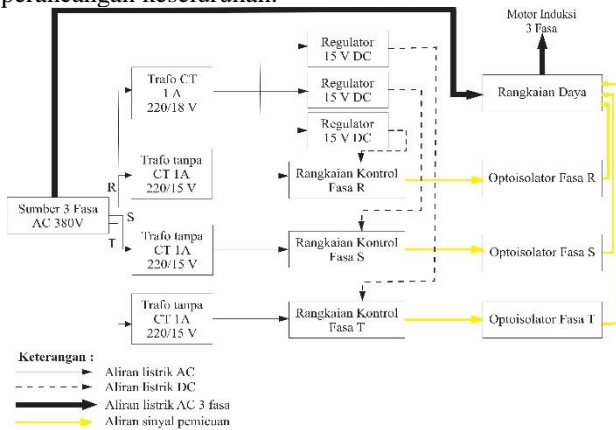 perancangan keseluruhan.
Motor Induksi
3 Fasa
Regulator
15 V DC
Trafo CT
1 A
220/18 V
Regulator
15 V DC
Rangkaian Daya
Regulator
15 V DC
Trafo tanpa
CT 1A
220/15 V
Rangkaian Kontrol
Fasa R
Optoisolator Fasa R
R
Sumber 3 Fasa
AC 380V
S
T
Trafo tanpa
CT 1A
220/15 V
Rangkaian Kontrol
Fasa S
Optoisolator Fasa S
Trafo tanpa
CT 1A
220/15 V
Rangkaian Kontrol
Fasa T
Optoisolator Fasa T
Keterangan :
Aliran listrik AC
Aliran listrik DC
Aliran listrik AC 3 fasa
Aliran sinyal pemicuan